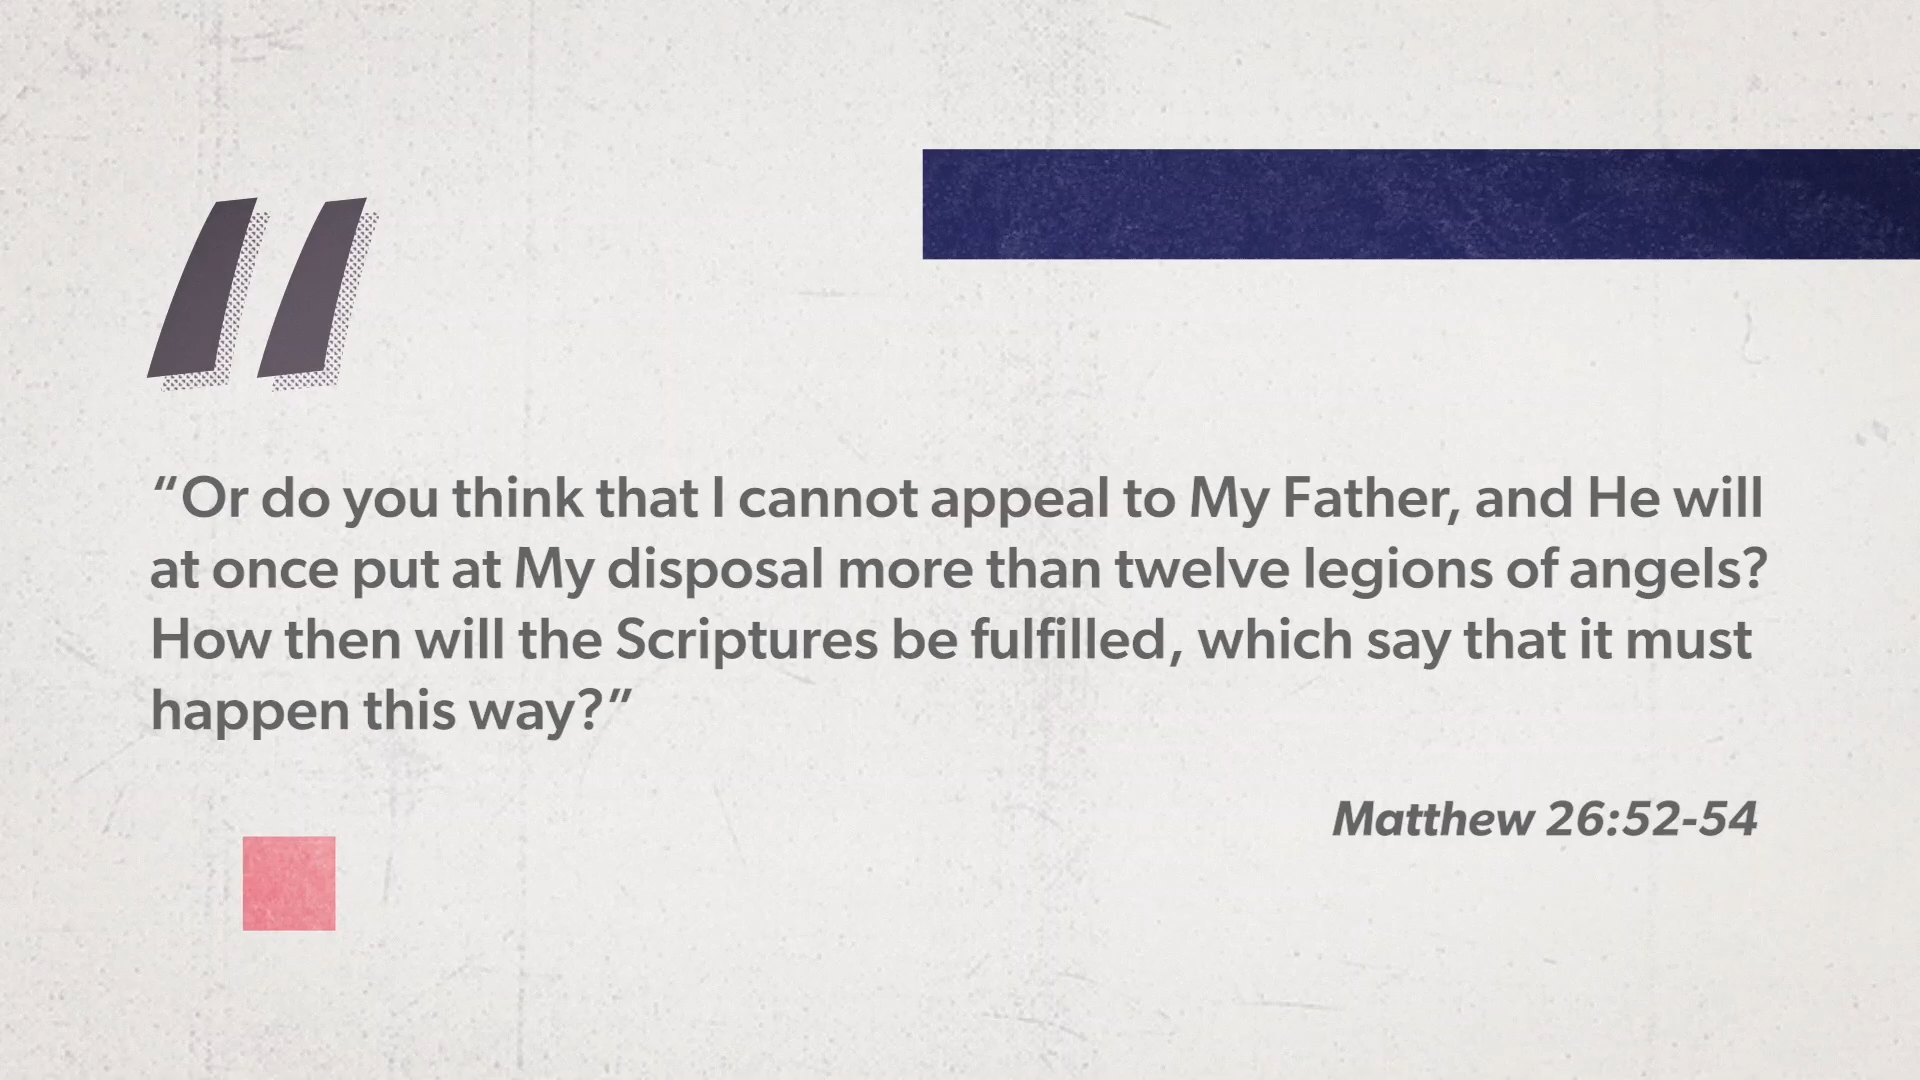 “Or do you think that I cannot appeal to My Father, and He will
at once put at My disposal more than twelve legions of angels?
How then will the Scriptures be fulfilled, which say that it must
happen this way?”
Matthew 26:52-54